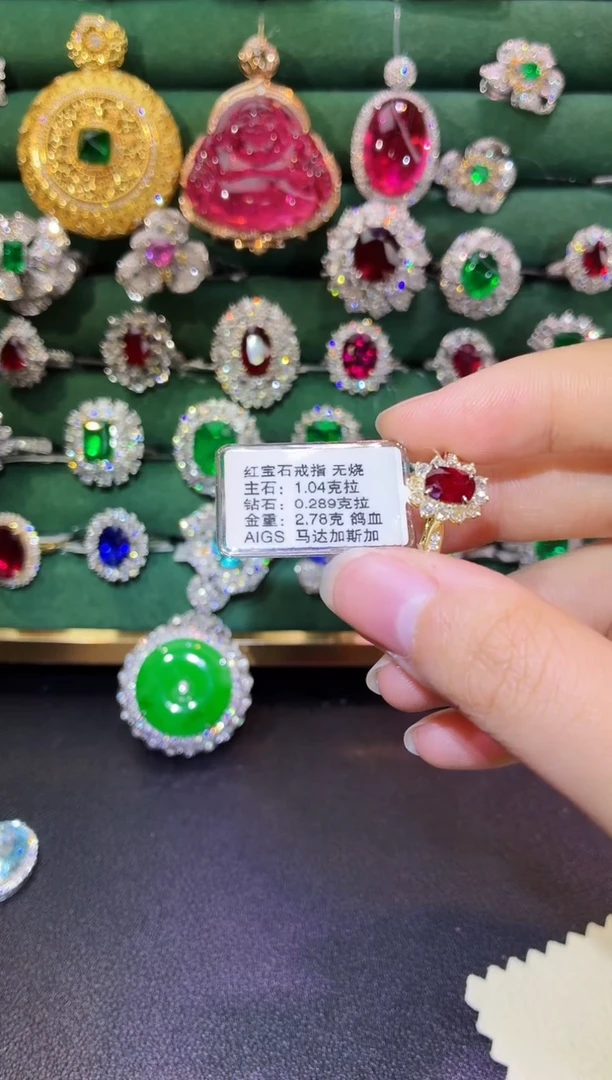 红宝石戒指 无烧
主石：1.04克拉
钻石：0.289克拉
金重：2.78克 鸽血
AIGS 马达加斯加